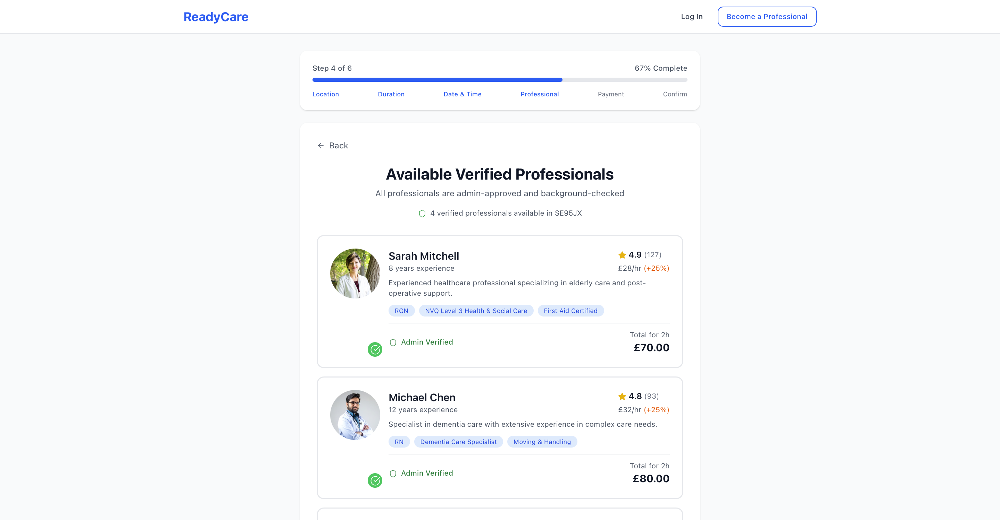 ReadyCare
Log In
Become a Professional
Step 4 of 6
67% Complete
Location
Duration
Date & Time
Professional
Payment
Confirm
Back
Available Verified Professionals
All professionals are admin-approved and background-checked
4 verified professionals available in SE95JX
Sarah Mitchell
4.9 (127)
8 years experience
£28/hr (+25%)
Experienced healthcare professional specializing in elderly care and post-
operative support.
RGN
NVQ Level 3 Health & Social Care
First Aid Certified
Admin Verified
Total for 2h
£70.00
Michael Chen
4.8 (93)
12 years experience
£32/hr (+25%)
Specialist in dementia care with extensive experience in complex care needs.
RN
Dementia Care Specialist
Moving & Handling
Admin Verified
Total for 2h
£80.00